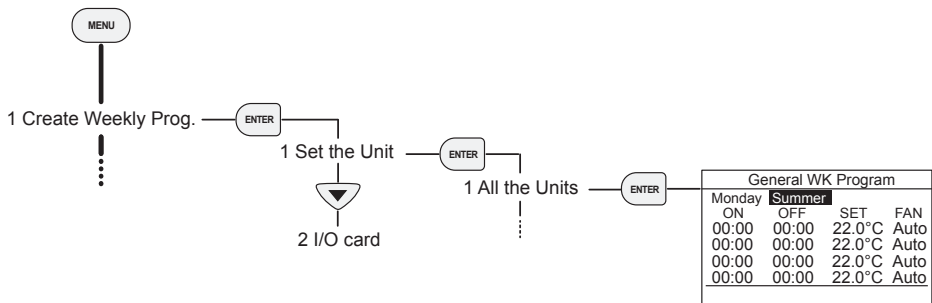 MENU
1 Create Weekly Prog.
ENTER
1 Set the Unit
ENTER
2 I/O card
1 All the Units
ENTER
General WK Program
Monday Summer
ON OFF SET FAN
00:00 00:00 22.0°C Auto
00:00 00:00 22.0°C Auto
00:00 00:00 22.0°C Auto
00:00 00:00 22.0°C Auto